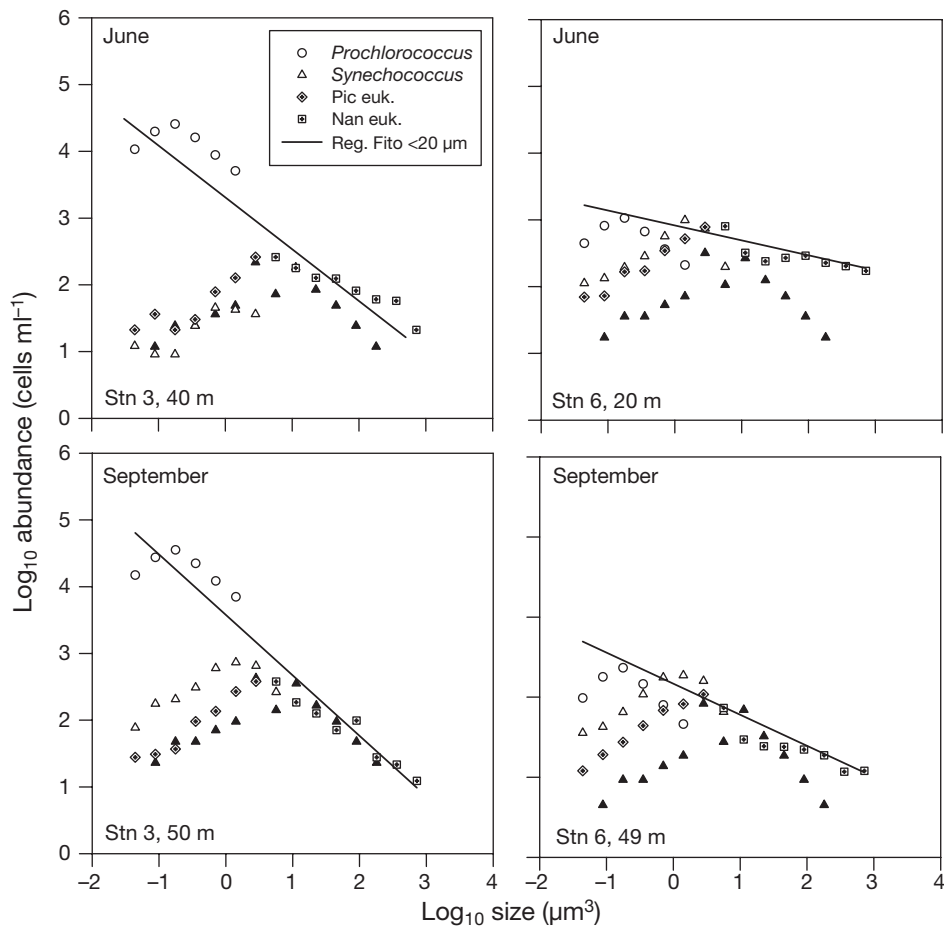 6
5
4
3
2
1
0
June
Prochlorococcus
Synechococcus
Pic euk.
Nan euk.
Reg. Fito <20 µm
Stn 3, 40 m
June
Stn 6, 20 m
Log10 abundance (cells ml–1)
6
5
4
3
2
1
0
September
Stn 3, 50 m
–2 –1 0 1 2 3 4
September
Stn 6, 49 m
–2 –1 0 1 2 3 4
Log10 size (µm3)